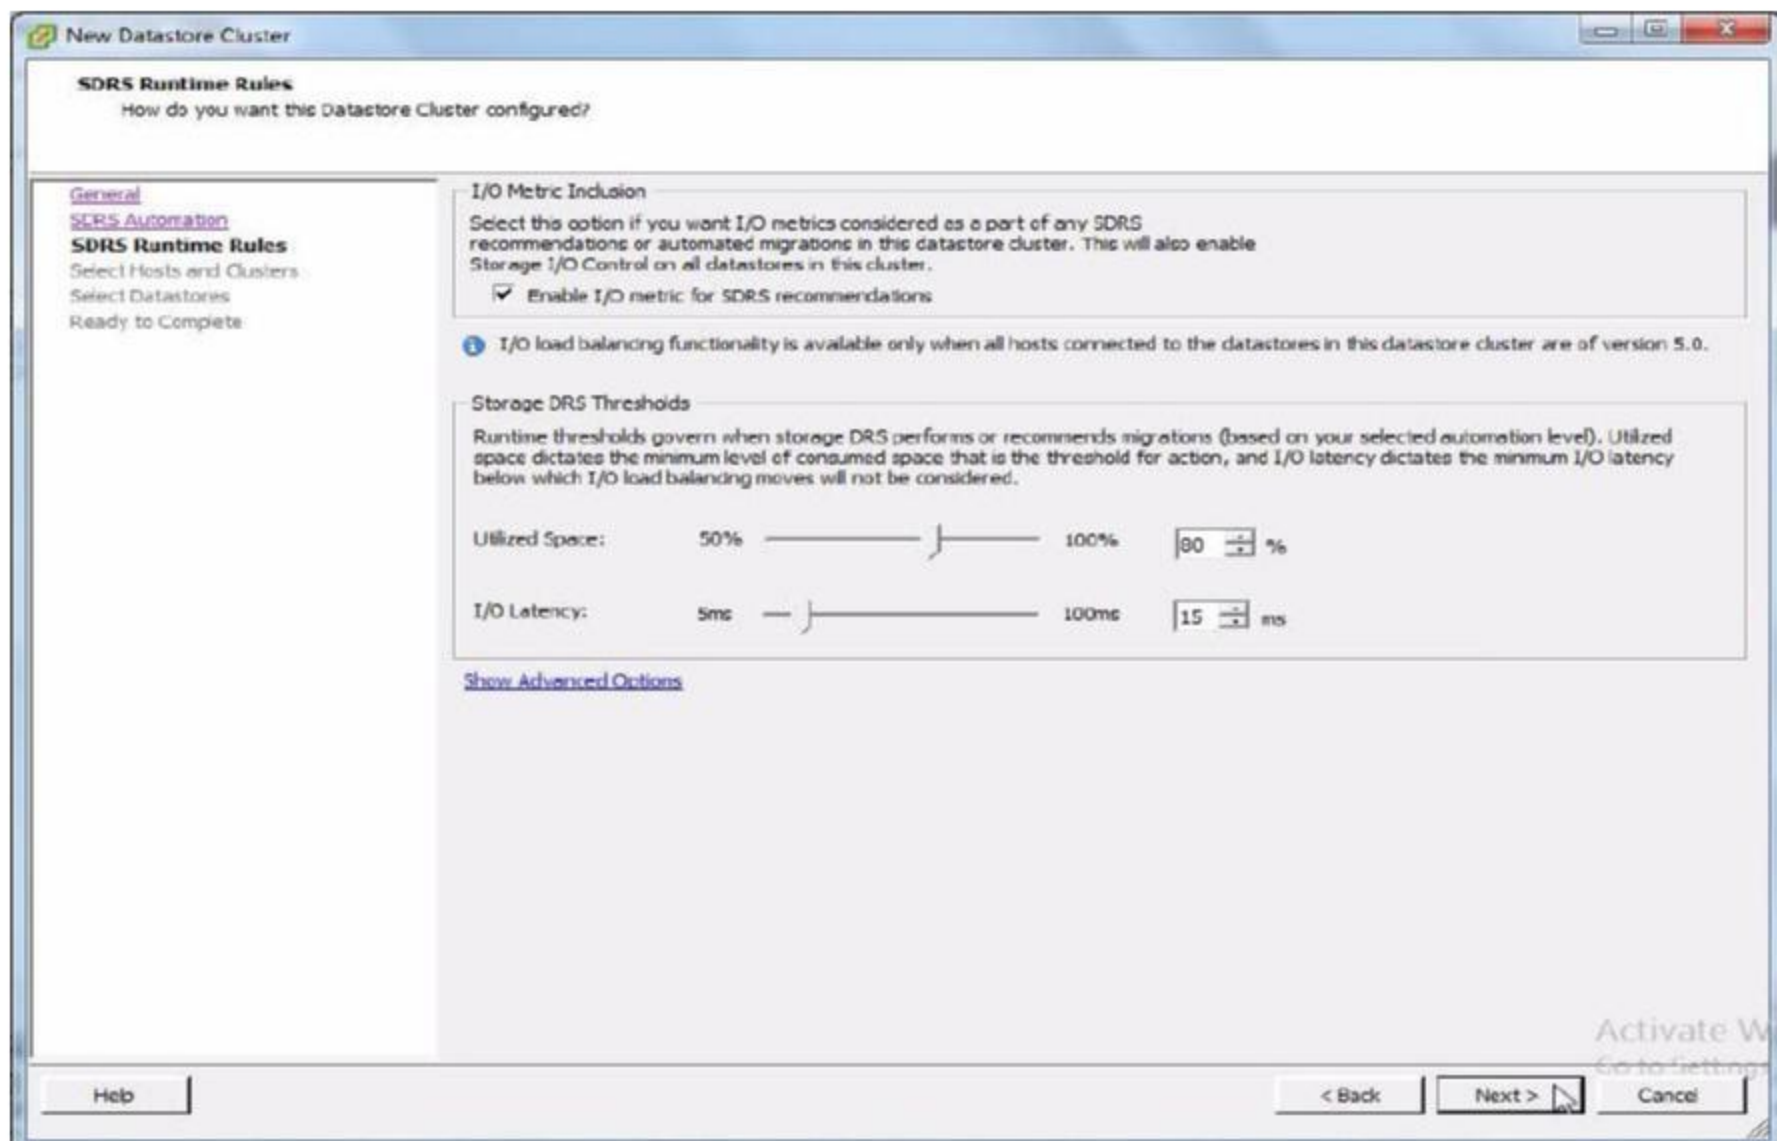 New Datastore Cluster
SDRS Runtime Rules
How do you want this Datastore Cluster configured?
General
SDRS Automation
SDRS Runtime Rules
Select Hosts and Clusters
Select Datastores
Ready to Complete
I/O Metric Inclusion
Select this option if you want I/O metrics considered as a part of any SDRS
recommendations or automated migrations in this datastore cluster. This will also enable
Storage I/O Control on all datastores in this cluster.
Enable I/O metric for SDRS recommendations
I/O load balancing functionality is available only when all hosts connected to the datastores in this datastore cluster are of version 5.0.
Storage DRS Thresholds
Runtime thresholds govern when storage DRS performs or recommends migrations (based on your selected automation level). Utilized
space dictates the minimum level of consumed space that is the threshold for action, and I/O latency dictates the minimum I/O latency
below which I/O load balancing moves will not be considered.
Utilized Space: 50% 100% 80 %
I/O Latency: 5ms 100ms 15 ms
Show Advanced Options
Activate W
Go to Settings
Help < Back Next > Cancel